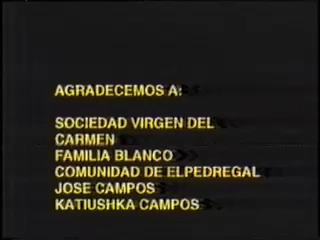 AGRADECEMOS A:
SOCIEDAD VIRGEN DEL
CARMEN
FAMILIA BLANCO
COMUNIDAD DE ELPEDREGAL
JOSE CAMPOS
KATIUSHKA CAMPOS